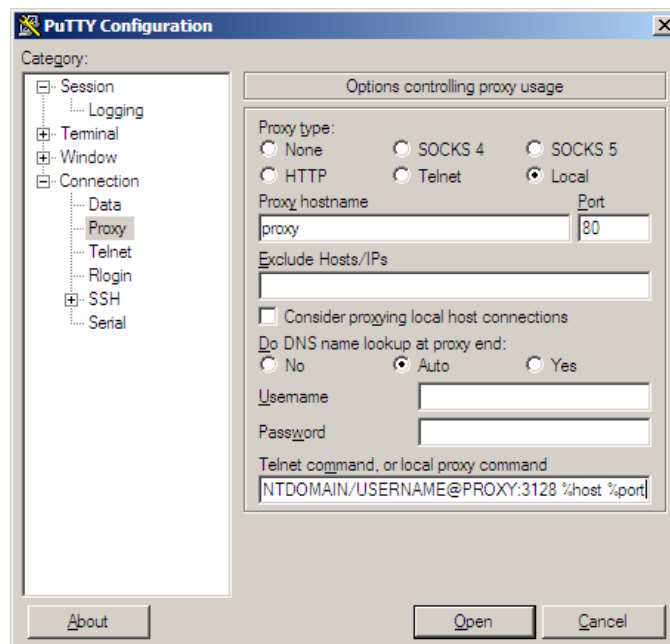 PuTTY Configuration
Category:
Session
Logging
Terminal
Window
Connection
Data
Proxy
Telnet
Rlogin
SSH
Serial
Options controlling proxy usage
Proxy type:
None SOCKS 4 SOCKS 5
HTTP Telnet Local
Proxy hostname Port
proxy 80
Exclude Hosts/IPs
Consider proxying local host connections
Do DNS name lookup at proxy end:
No Auto Yes
Username
Password
Telnet command, or local proxy command
NTDOMAIN/USERNAME@PROXY:3128 %host %port
About Open Cancel